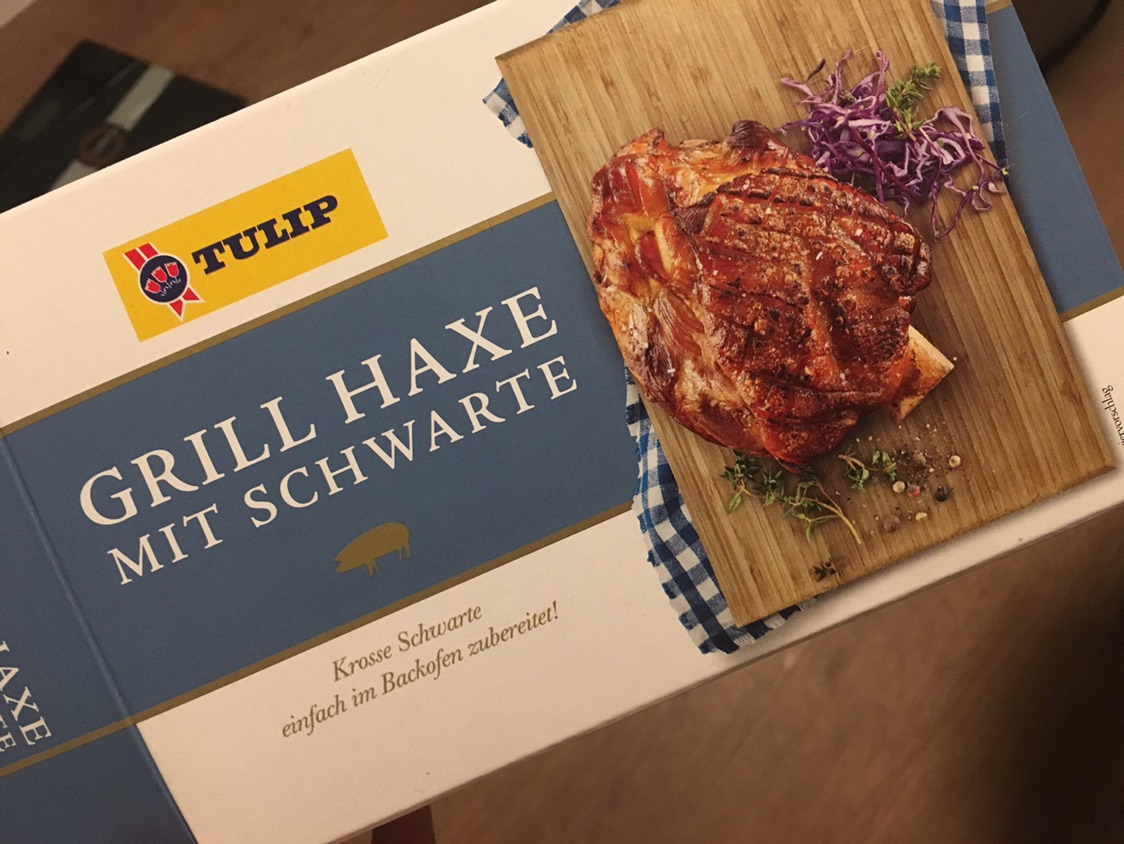 TULIP
GRILL HAXE
MIT SCHWARTE
Krosse Schwarte
einfach im Backofen zubereitet!
HAXE